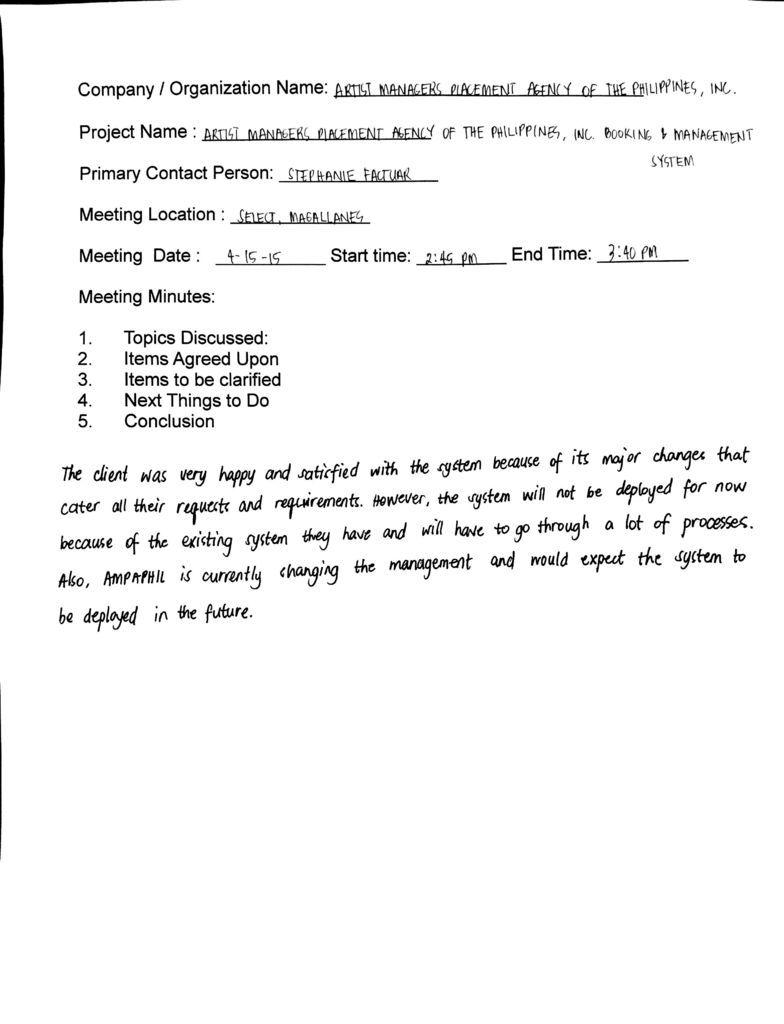 Company / Organization Name: ARTIST MANAGERS PLACEMENT AGENCY OF THE PHILIPPINES, INC.
Project Name : ARTIST MANAGERS PLACEMENT AGENCY OF THE PHILIPPINES, INC. BOOKING & MANAGEMENT
SYSTEM
Primary Contact Person: STEPHANIE FACTUAR
Meeting Location : SELECT, MAGALLANES
Meeting Date : 4-15-15 Start time: 2:45 PM End Time: 3:40 PM
Meeting Minutes:
1. Topics Discussed:
2. Items Agreed Upon
3. Items to be clarified
4. Next Things to Do
5. Conclusion
The client was very happy and satisfied with the system because of its major changes that
cater all their requests and requirements. However, the system will not be deployed for now
because of the existing system they have and will have to go through a lot of processes.
Also, AMPAPHIL is currently changing the management and would expect the system to
be deployed in the future.